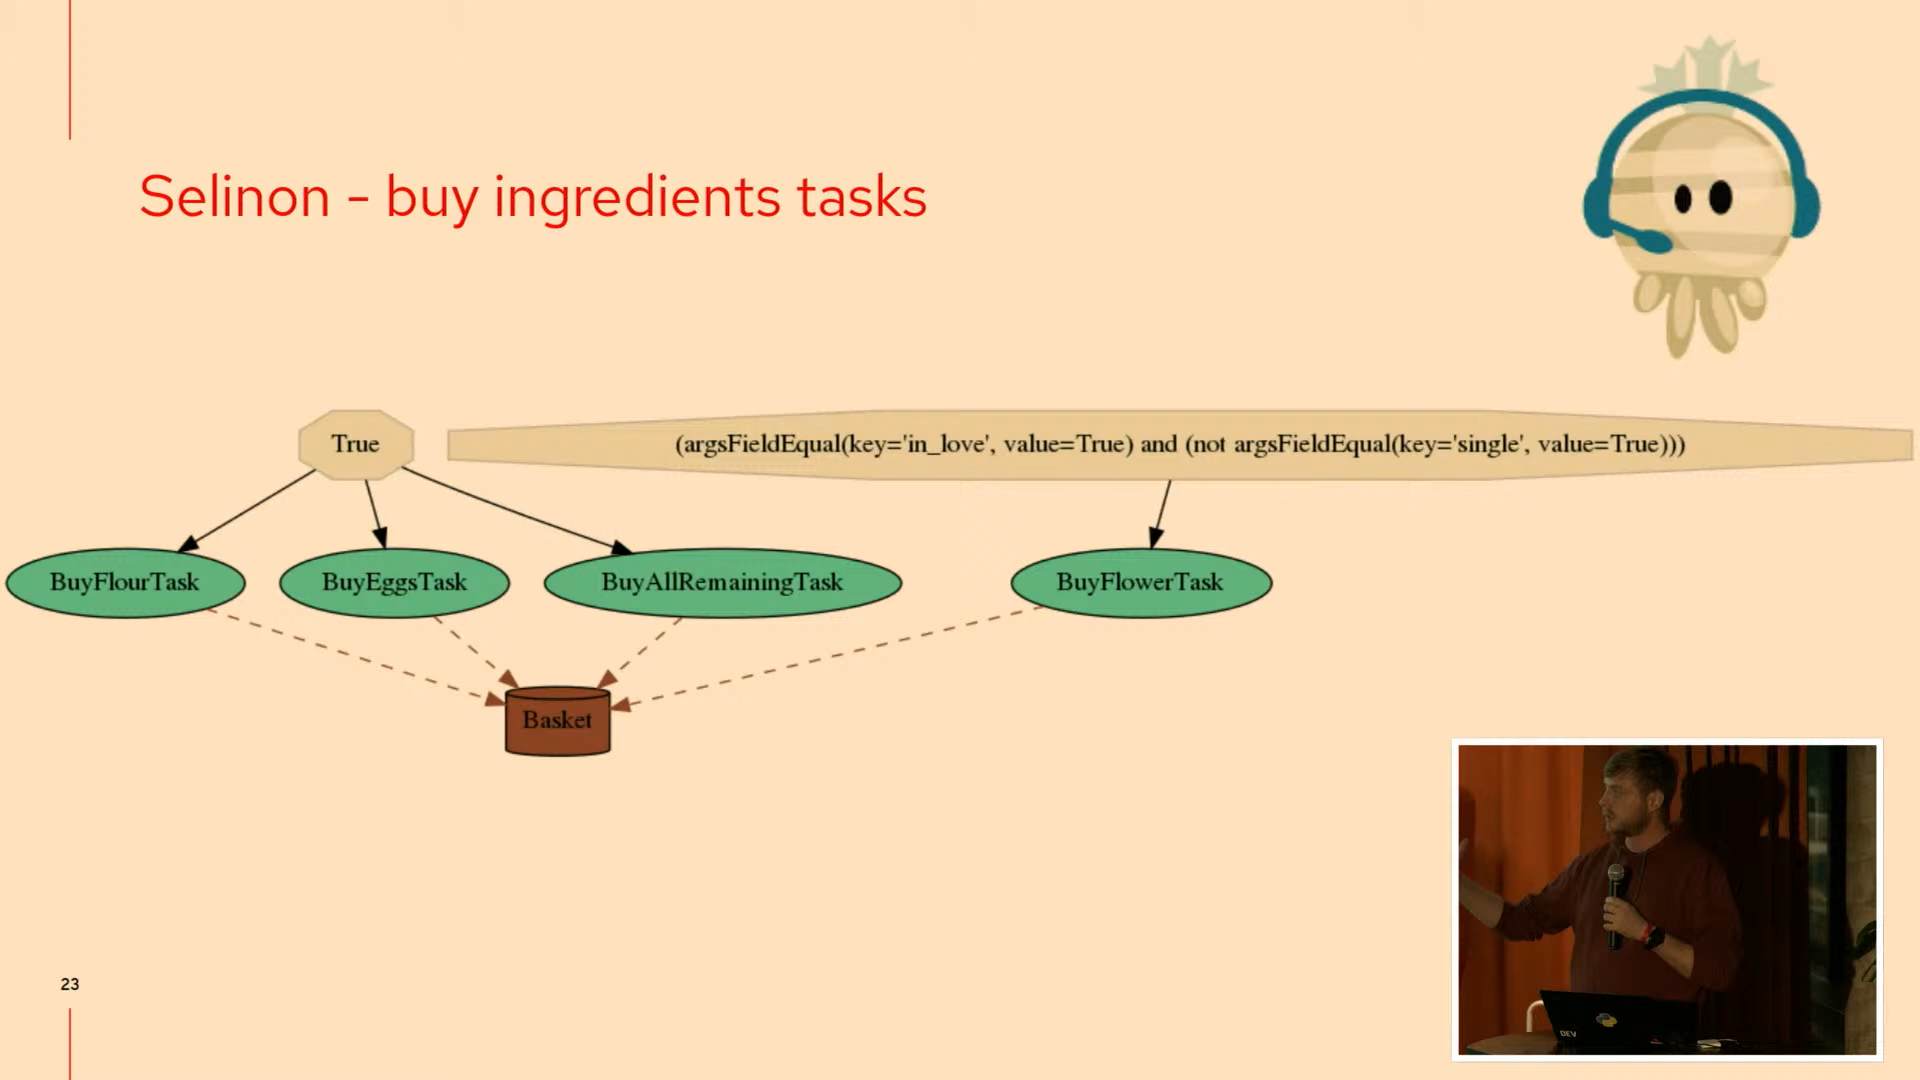 Selinon - buy ingredients tasks
True
(argsFieldEqual(key='in_love', value=True) and (not argsFieldEqual(key='single', value=True)))
BuyFlourTask
BuyEggsTask
BuyAllRemainingTask
BuyFlowerTask
Basket
23
DEV